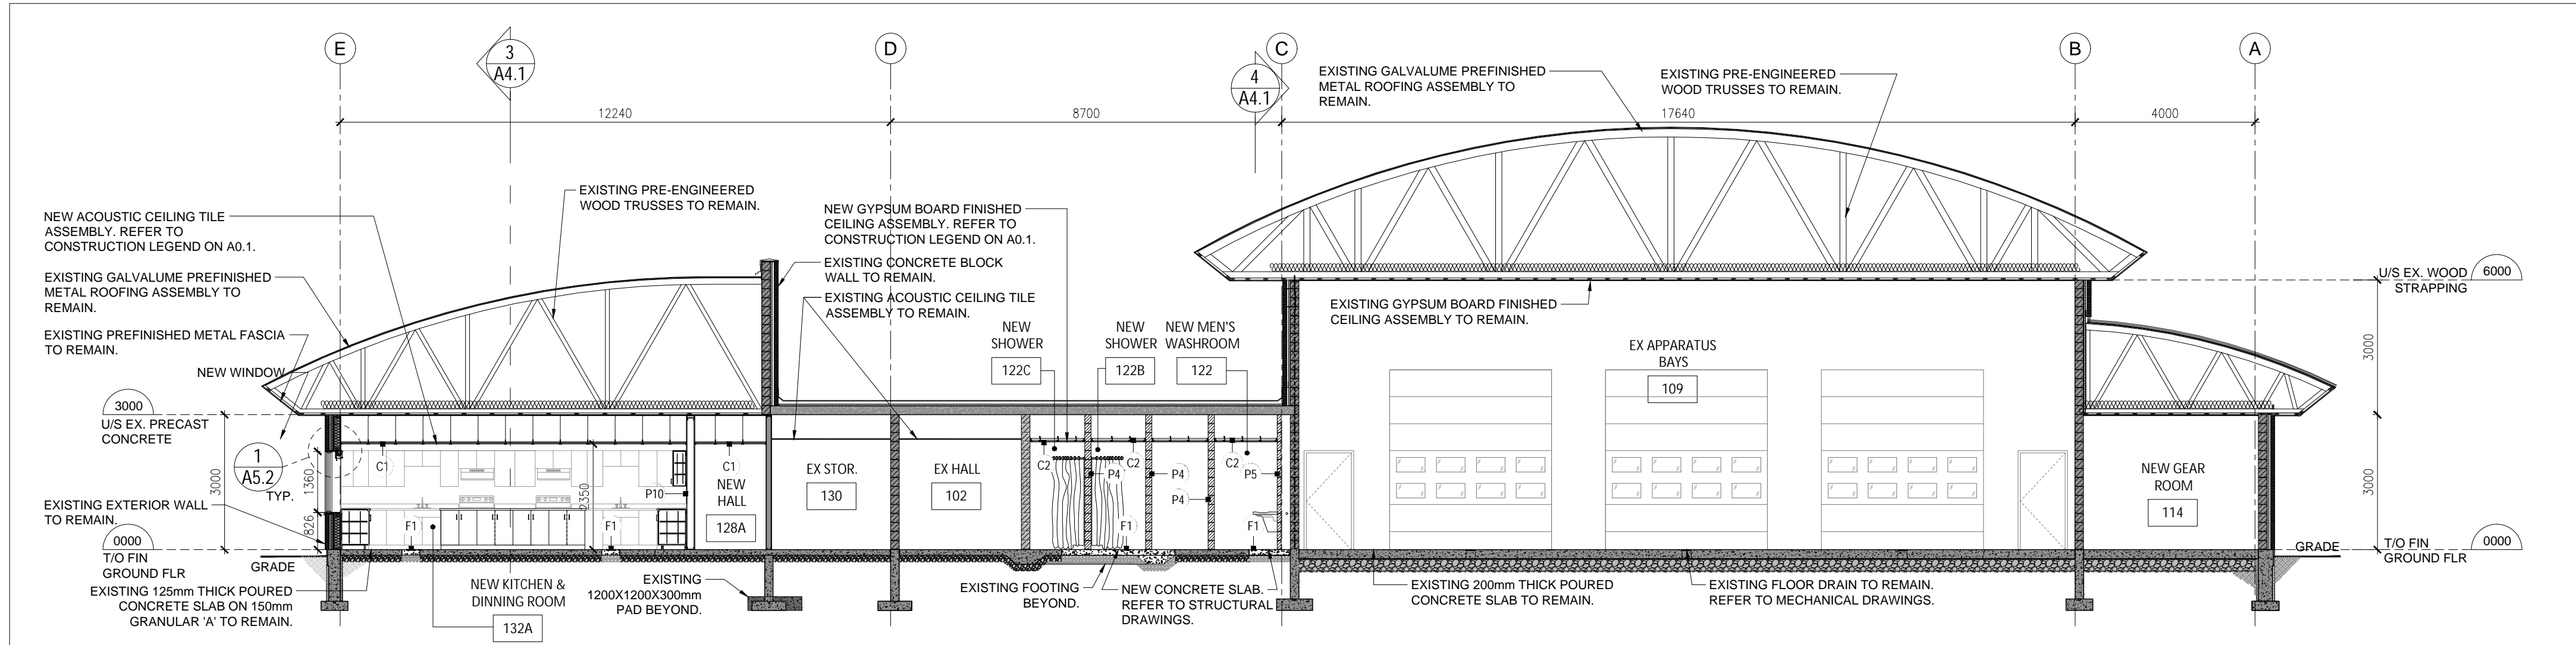 E
3
A4.1
D
4
A4.1
C
B
A
12240
8700
17640
4000
EXISTING GALVALUME PREFINISHED
METAL ROOFING ASSEMBLY TO
REMAIN.
EXISTING PRE-ENGINEERED
WOOD TRUSSES TO REMAIN.
EXISTING PRE-ENGINEERED
WOOD TRUSSES TO REMAIN.
NEW ACOUSTIC CEILING TILE
ASSEMBLY. REFER TO
CONSTRUCTION LEGEND ON A0.1.
NEW GYPSUM BOARD FINISHED
CEILING ASSEMBLY. REFER TO
CONSTRUCTION LEGEND ON A0.1.
EXISTING GALVALUME PREFINISHED
METAL ROOFING ASSEMBLY TO
REMAIN.
EXISTING CONCRETE BLOCK
WALL TO REMAIN.
EXISTING ACOUSTIC CEILING TILE
ASSEMBLY TO REMAIN.
EXISTING GYPSUM BOARD FINISHED
CEILING ASSEMBLY TO REMAIN.
U/S EX. WOOD
STRAPPING
6000
EXISTING PREFINISHED METAL FASCIA
TO REMAIN.
NEW WINDOW
NEW
SHOWER
122C
NEW
SHOWER
122B
NEW MEN'S
WASHROOM
122
EX APPARATUS
BAYS
109
3000
3000
U/S EX. PRECAST
CONCRETE
1
A5.2
TYP.
3000
1360
826
2350
C1
C1
C2
C2
C2
P10
P4
P4
P4
P5
NEW
HALL
128A
EX STOR.
130
EX HALL
102
NEW GEAR
ROOM
114
3000
EXISTING EXTERIOR WALL
TO REMAIN.
F1
F1
F1
F1
0000
T/O FIN
GROUND FLR
GRADE
GRADE
T/O FIN
GROUND FLR
0000
EXISTING 125mm THICK POURED
CONCRETE SLAB ON 150mm
GRANULAR 'A' TO REMAIN.
NEW KITCHEN &
DINNING ROOM
132A
EXISTING
1200X1200X300mm
PAD BEYOND.
EXISTING FOOTING
BEYOND.
NEW CONCRETE SLAB.
REFER TO STRUCTURAL
DRAWINGS.
EXISTING 200mm THICK POURED
CONCRETE SLAB TO REMAIN.
EXISTING FLOOR DRAIN TO REMAIN.
REFER TO MECHANICAL DRAWINGS.